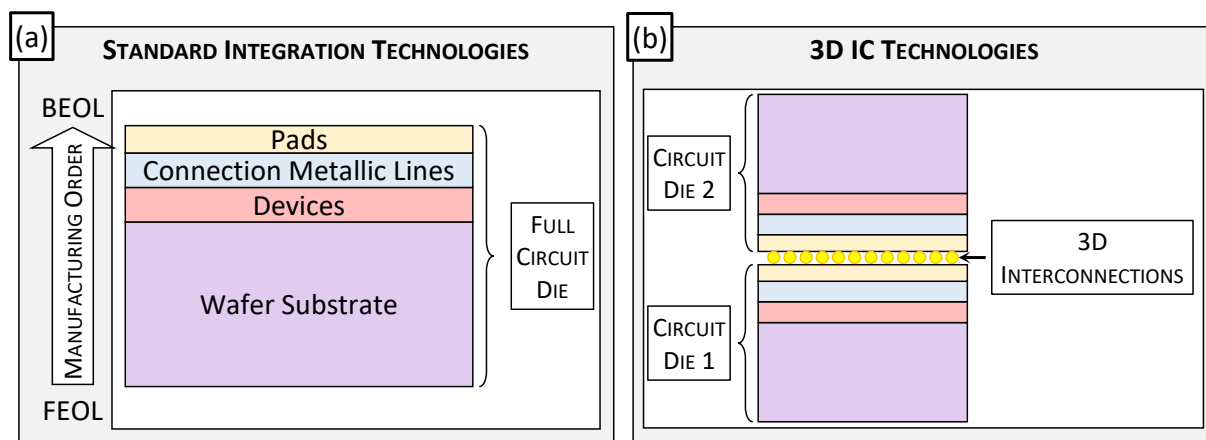 (a)
STANDARD INTEGRATION TECHNOLOGIES
BEOL
MANUFACTURING ORDER
FEOL
Pads
Connection Metallic Lines
Devices
Wafer Substrate
FULL
CIRCUIT
DIE
(b)
3D IC TECHNOLOGIES
CIRCUIT
DIE 2
3D
INTERCONNECTIONS
CIRCUIT
DIE 1